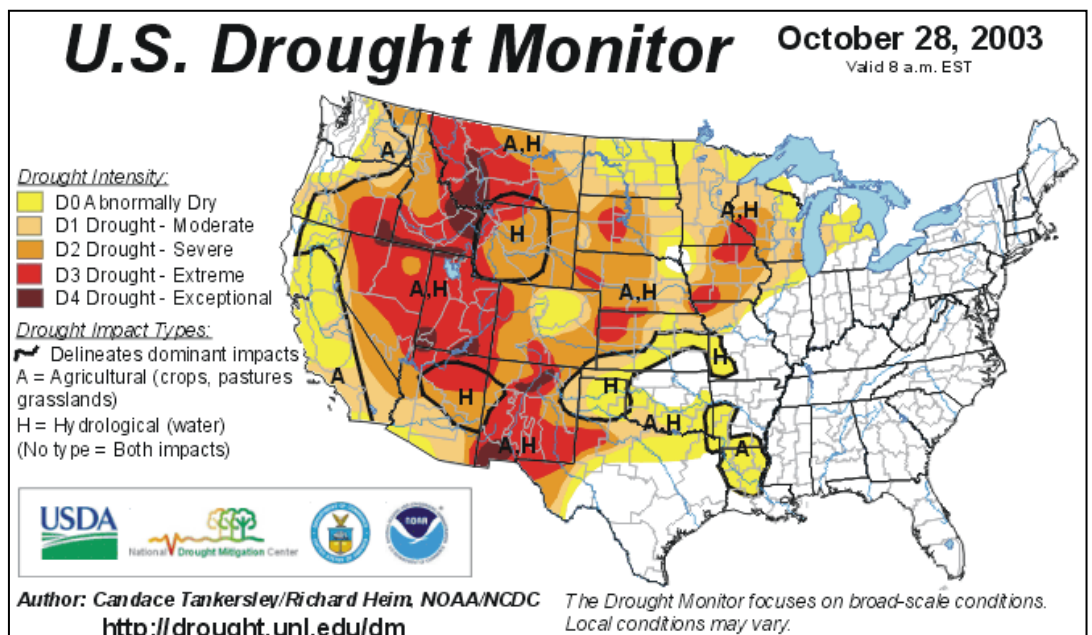 U.S. Drought Monitor
October 28, 2003
Valid 8 a.m. EST
Drought Intensity:
D0 Abnormally Dry
D1 Drought - Moderate
D2 Drought - Severe
D3 Drought - Extreme
D4 Drought - Exceptional
Drought Impact Types:
Delineates dominant impacts
A = Agricultural (crops, pastures
grasslands)
H = Hydrological (water)
(No type = Both impacts)
A
A,H
H
A,H
A,H
A,H
A
H
H
H
A,H
A,H
A
USDA
National Drought Mitigation Center
NOAA
Author: Candace Tankersley/Richard Heim, NOAA/NCDC
http://drought.unl.edu/dm
The Drought Monitor focuses on broad-scale conditions.
Local conditions may vary.